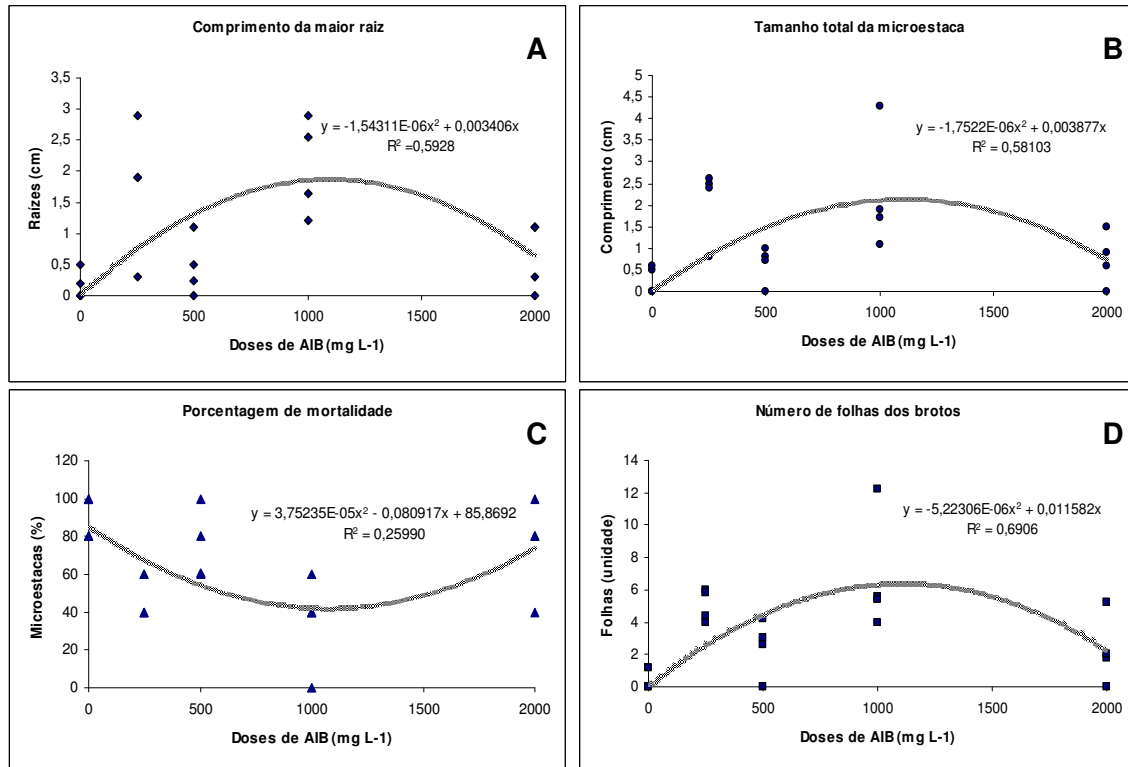 Comprimento da maior raiz
A
Raízes (cm)
3,5
3
2,5
2
1,5
1
0,5
0
y = -1,54311E-06x² + 0,003406x
R² =0,5928
0 500 1000 1500 2000
Doses de AIB (mg L-1)
Tamanho total da microestaca
B
Comprimento (cm)
5
4,5
4
3,5
3
2,5
2
1,5
1
0,5
0
y = -1,7522E-06x² + 0,003877x
R² = 0,58103
0 500 1000 1500 2000
Doses de AIB (mg L-1)
Porcentagem de mortalidade
C
Microestacas (%)
120
100
80
60
40
20
0
y = 3,75235E-05x² - 0,080917x + 85,8692
R² = 0,25990
0 500 1000 1500 2000
Doses de AIB (mg L-1)
Número de folhas dos brotos
D
Folhas (unidade)
14
12
10
8
6
4
2
0
y = -5,22306E-06x² + 0,011582x
R² = 0,6906
0 500 1000 1500 2000
Doses de AIB (mg L-1)